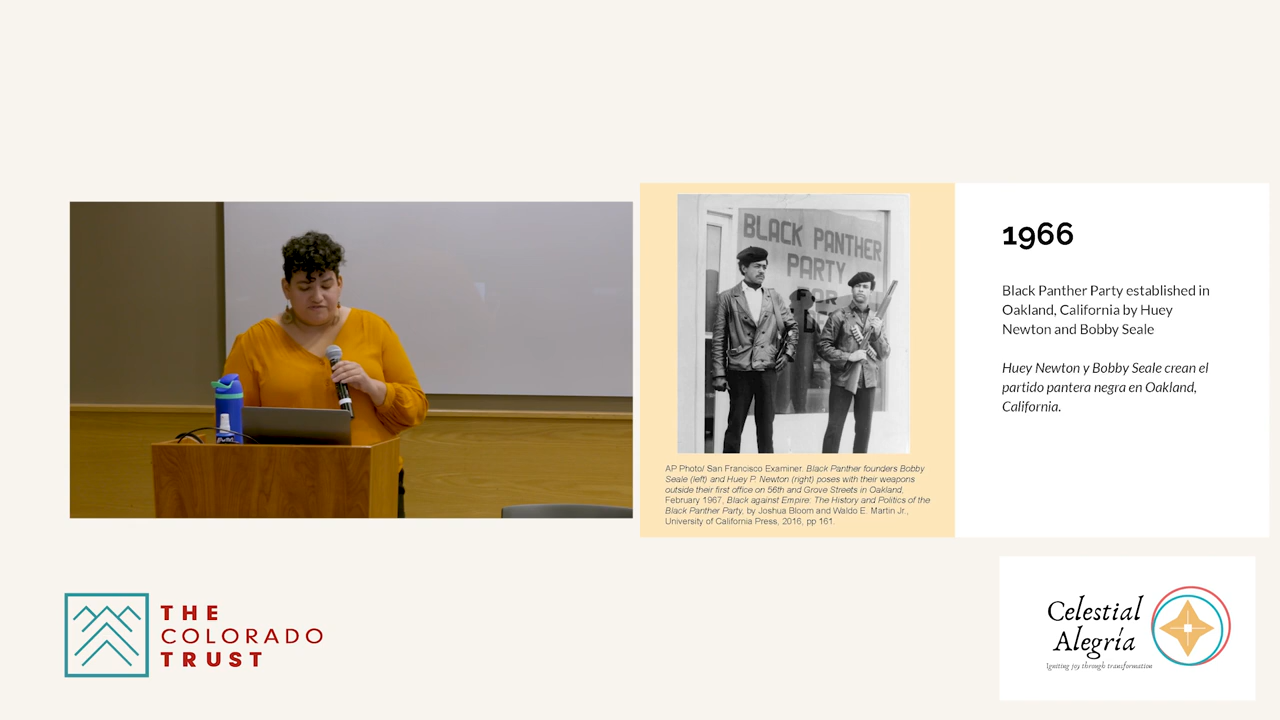 BLACK PANTHER
PARTY
FOR
AP Photo/ San Francisco Examiner. Black Panther founders Bobby
Seale (left) and Huey P. Newton (right) poses with their weapons
outside their first office on 56th and Grove Streets in Oakland,
February 1967, Black against Empire: The History and Politics of the
Black Panther Party, by Joshua Bloom and Waldo E. Martin Jr.,
University of California Press, 2016, pp 161.
1966
Black Panther Party established in
Oakland, California by Huey
Newton and Bobby Seale
Huey Newton y Bobby Seale crean el
partido pantera negra en Oakland,
California.
THE
COLORADO
TRUST
Celestial
Alegría
Igniting joy through transformation